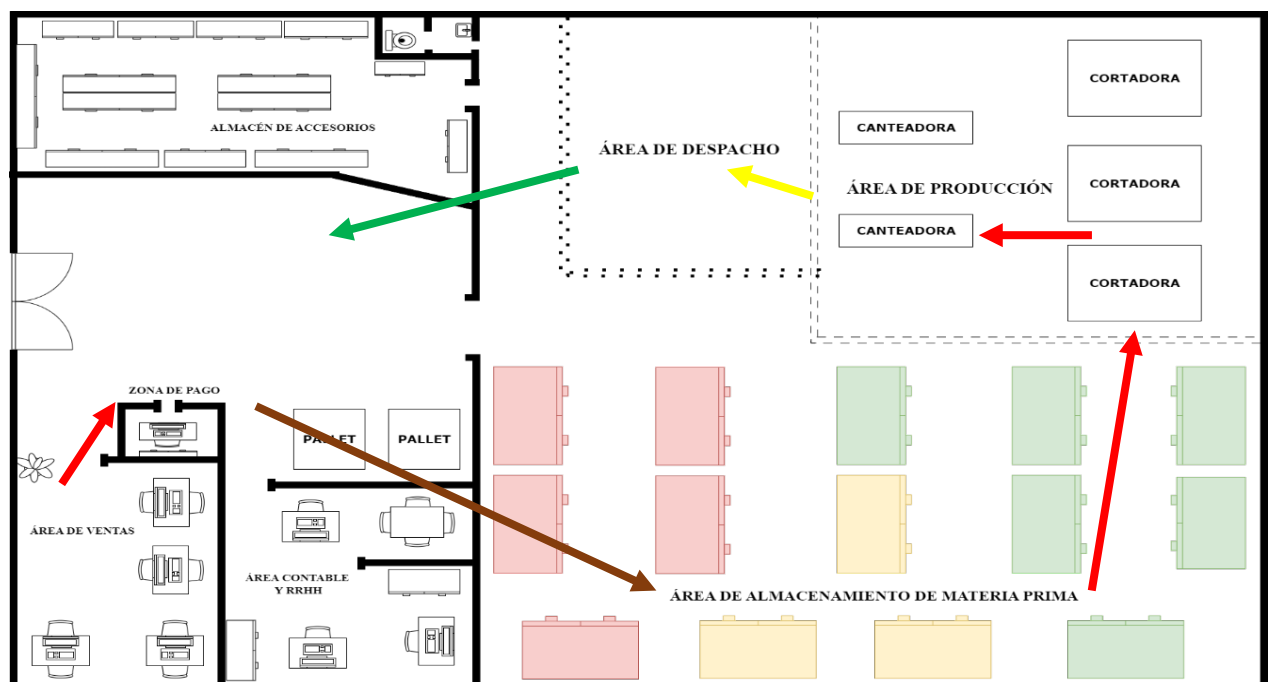 CORTADORA
CANTEADORA
ALMACÉN DE ACCESORIOS
ÁREA DE DESPACHO
CORTADORA
ÁREA DE PRODUCCIÓN
CANTEADORA
CORTADORA
ZONA DE PAGO
PALLET
PALLET
ÁREA DE VENTAS
ÁREA CONTABLE
Y RRHH
ÁREA DE ALMACENAMIENTO DE MATERIA PRIMA